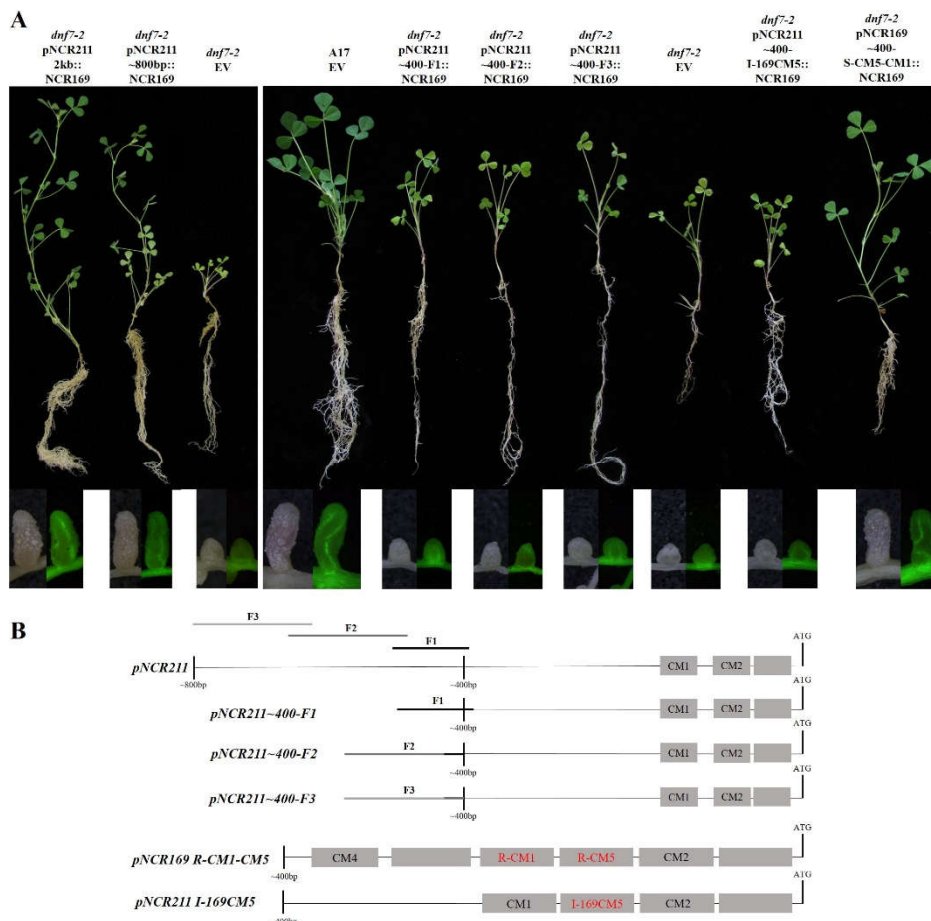 A
dnf7-2
pNCR211
2kb::
NCR169
dnf7-2
pNCR211
~800bp::
NCR169
dnf7-2
EV
A17
EV
dnf7-2
pNCR211
~400-F1::
NCR169
dnf7-2
pNCR211
~400-F2::
NCR169
dnf7-2
pNCR211
~400-F3::
NCR169
dnf7-2
EV
dnf7-2
pNCR211
~400-
I-169CM5::
NCR169
dnf7-2
pNCR169
~400-
S-CM5-CM1::
NCR169
B
F3
F2
F1
ATG
pNCR211
CM1
CM2
~800bp
~400bp
ATG
F1
pNCR211~400-F1
CM1
CM2
~400bp
ATG
F2
pNCR211~400-F2
CM1
CM2
~400bp
ATG
F3
pNCR211~400-F3
CM1
CM2
~400bp
ATG
pNCR169 R-CM1-CM5
CM4
R-CM1
R-CM5
CM2
~400bp
ATG
pNCR211 I-169CM5
CM1
I-169CM5
CM2